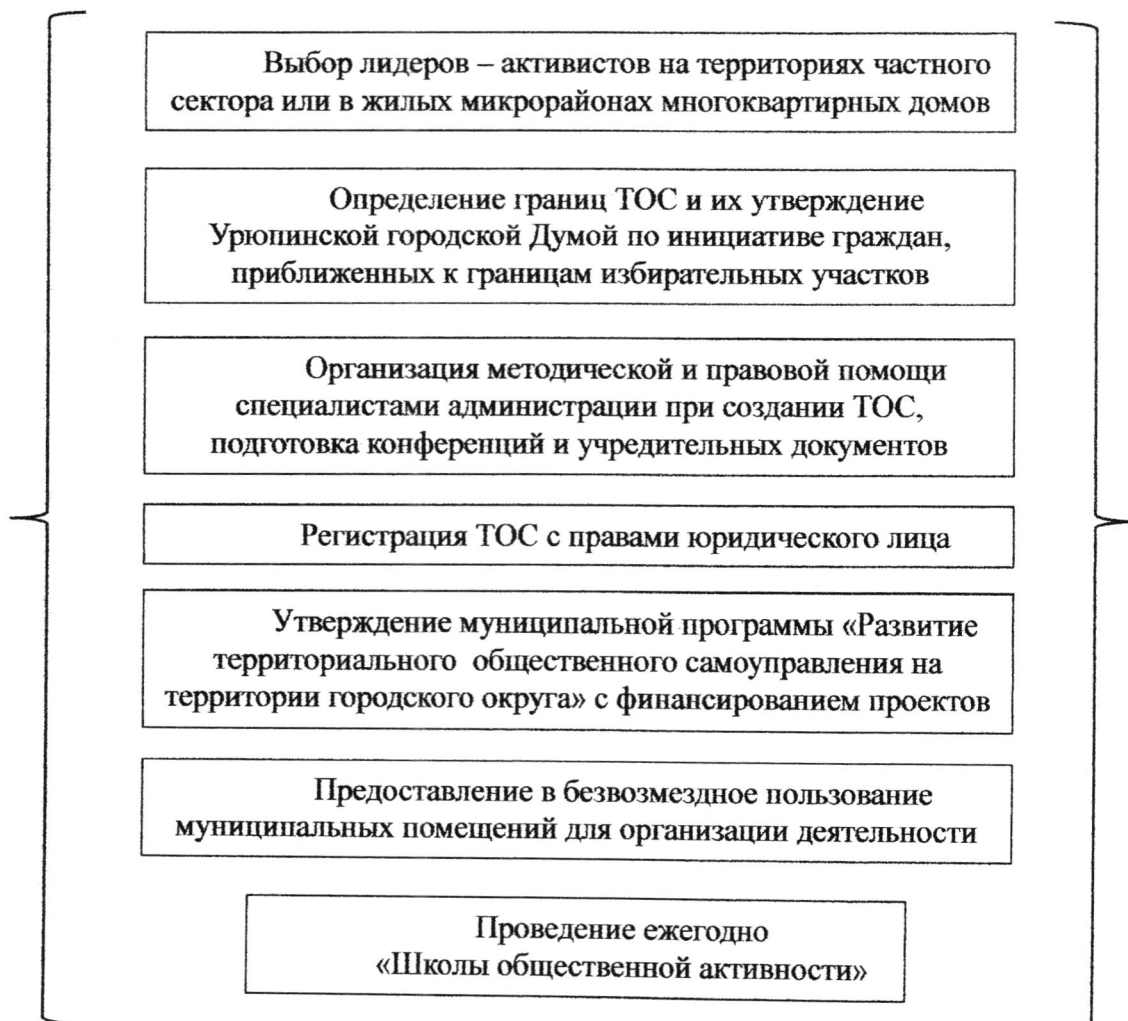 Выбор лидеров – активистов на территориях частного
сектора или в жилых микрорайонах многоквартирных домов
Определение границ ТОС и их утверждение
Урюпинской городской Думой по инициативе граждан,
приближенных к границам избирательных участков
Организация методической и правовой помощи
специалистами администрации при создании ТОС,
подготовка конференций и учредительных документов
Регистрация ТОС с правами юридического лица
Утверждение муниципальной программы «Развитие
территориального общественного самоуправления на
территории городского округа» с финансированием проектов
Предоставление в безвозмездное пользование
муниципальных помещений для организации деятельности
Проведение ежегодно
«Школы общественной активности»